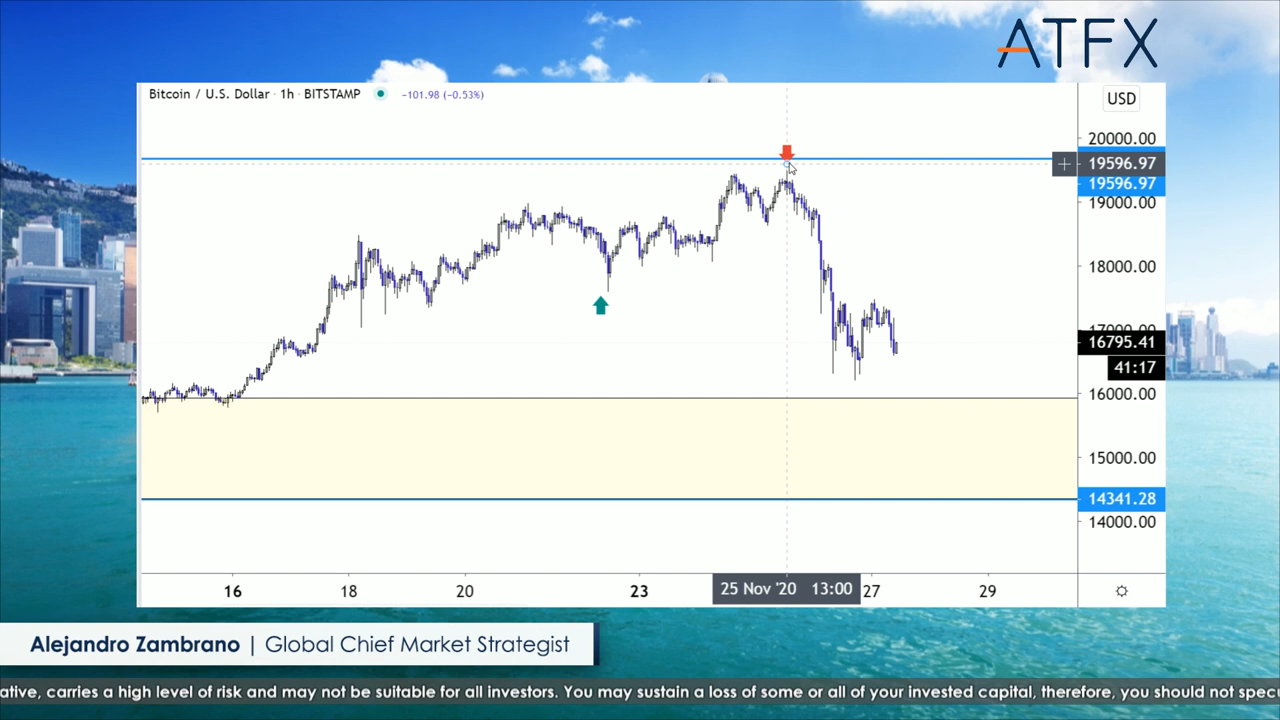 ATFX
Bitcoin / U.S. Dollar · 1h · BITSTAMP −101.98 (−0.53%)
USD
20000.00
19596.97
19596.97
19000.00
18000.00
17000.00
16795.41
41:17
16000.00
15000.00
14341.28
14000.00
16 18 20 23 25 Nov '20 13:00 27 29
Alejandro Zambrano | Global Chief Market Strategist
ative, carries a high level of risk and may not be suitable for all investors. You may sustain a loss of some or all of your invested capital, therefore, you should not specu